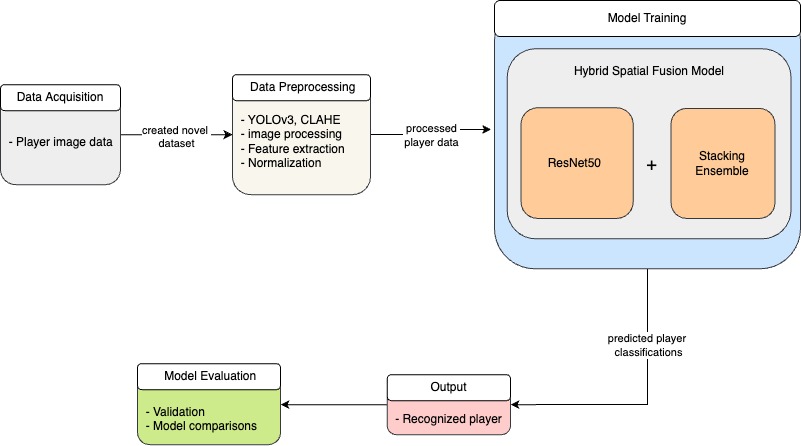 Model Training
Hybrid Spatial Fusion Model
Data Acquisition
- Player image data
created novel
dataset
Data Preprocessing
- YOLOv3, CLAHE
- image processing
- Feature extraction
- Normalization
processed
player data
ResNet50
+
Stacking
Ensemble
predicted player
classifications
Output
- Recognized player
Model Evaluation
- Validation
- Model comparisons